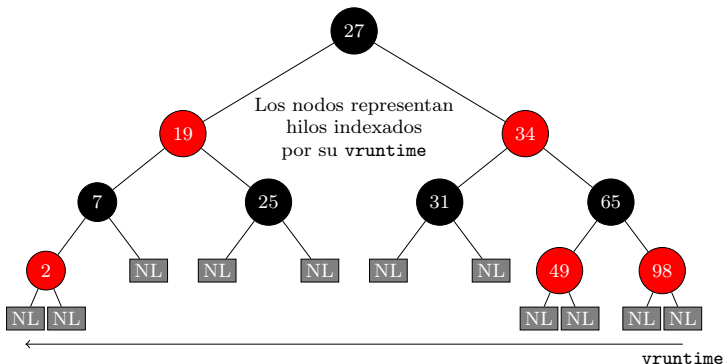 27
Los nodos representan
hilos indexados
por su vruntime
19
34
7
25
31
65
2
NL
NL
NL
NL
NL
49
98
NL
NL
NL
NL
NL
NL
vruntime